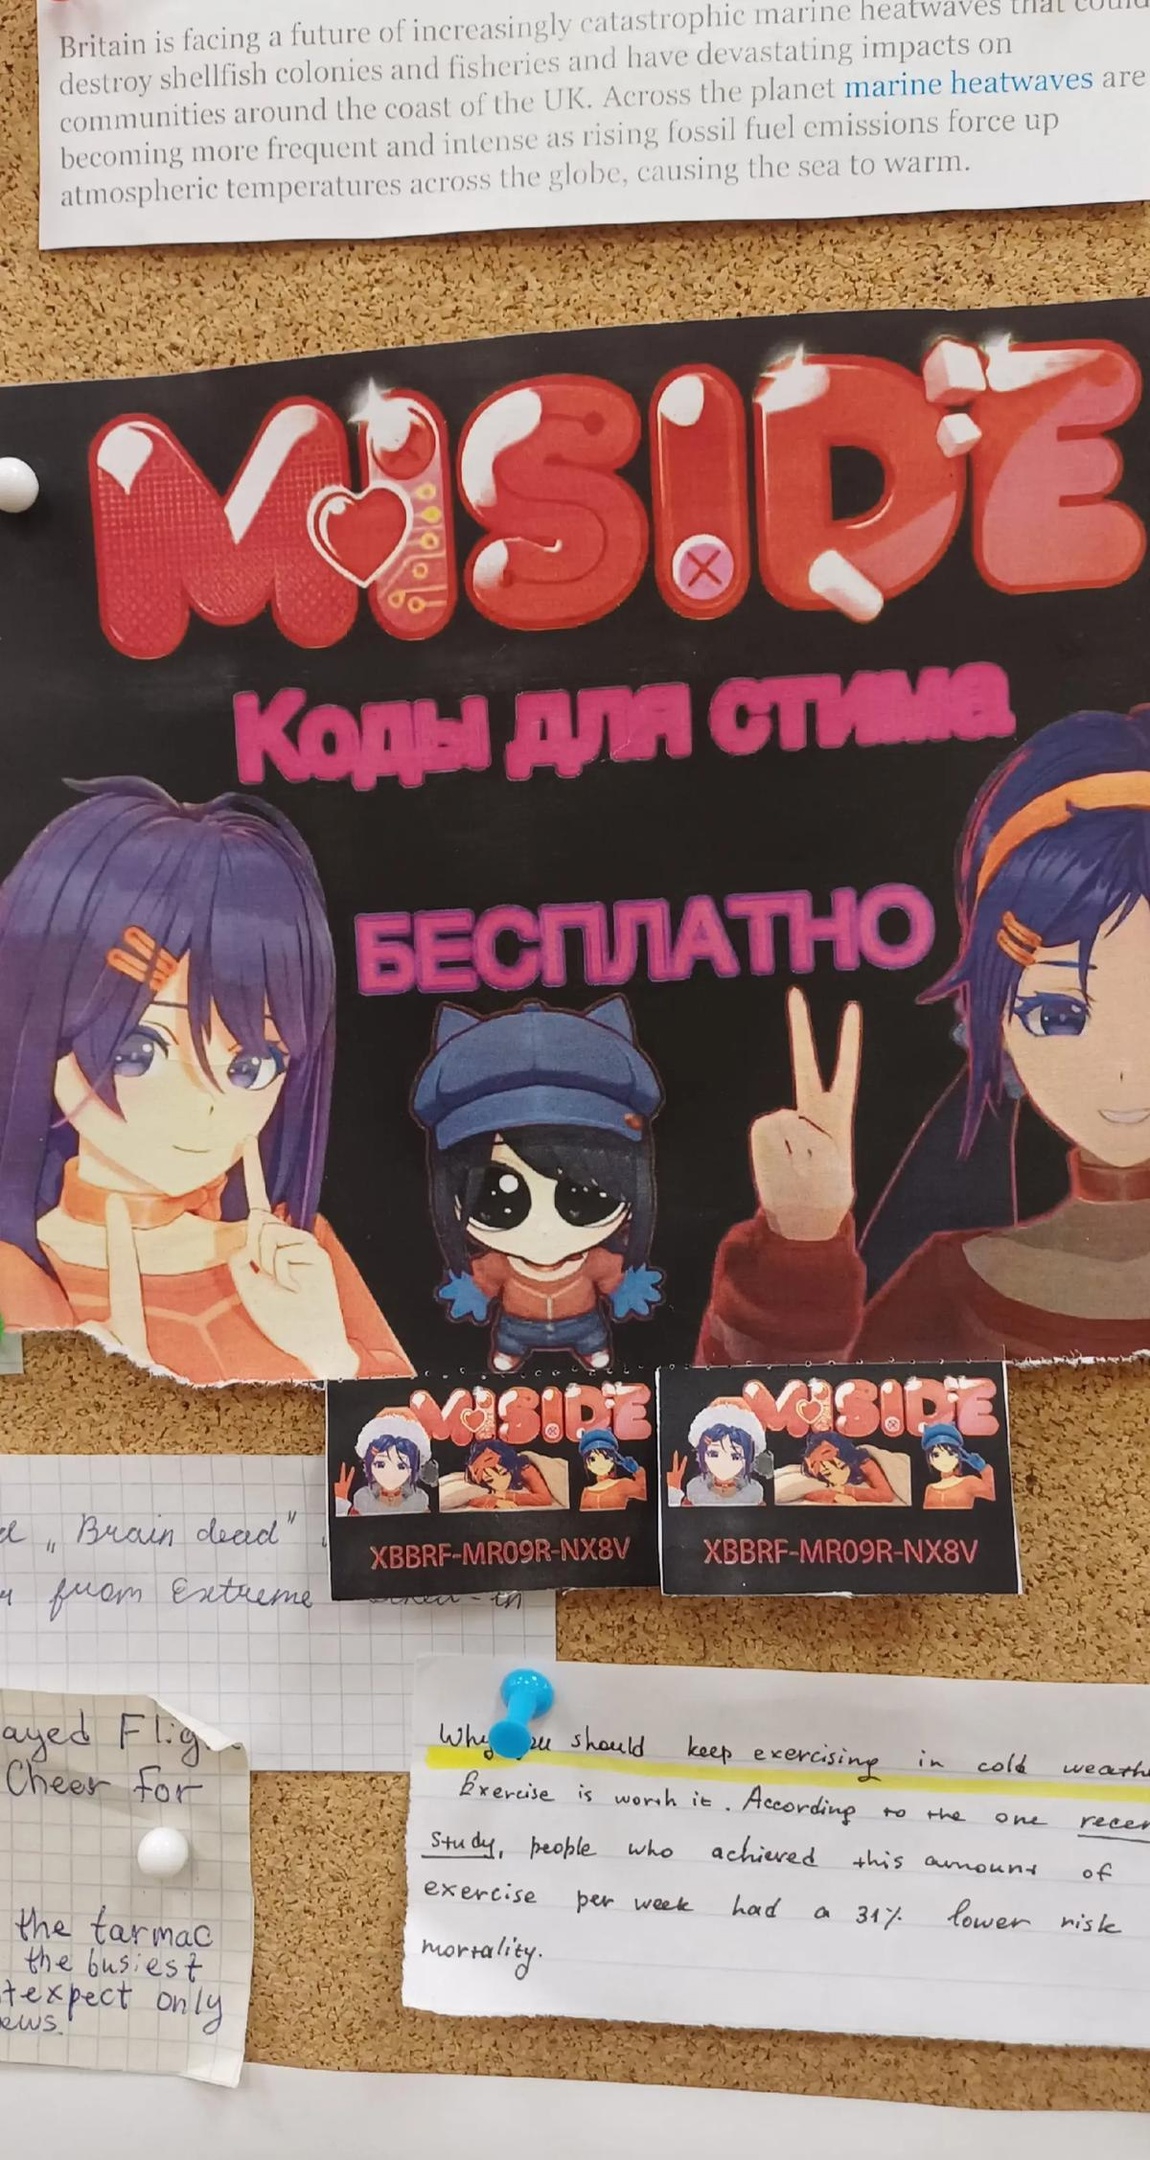 Britain is facing a future of increasingly catastrophic marine heatwaves that could
destroy shellfish colonies and fisheries and have devastating impacts on
communities around the coast of the UK. Across the planet marine heatwaves are
becoming more frequent and intense as rising fossil fuel emissions force up
atmospheric temperatures across the globe, causing the sea to warm.
MISIDE
Коды для стима
БЕСПЛАТНО
MISIDE
XBBRF-MR09R-NX8V
MISIDE
XBBRF-MR09R-NX8V
„Brain dead"
from Extreme
ayed Flig
Cheer for
the tarmac
the busiest
t expect only
ews.
Why you should keep exercising in cold weath
Exercise is worth it. According to the one recen
study, people who achieved this amount of
exercise per week had a 31% lower risk
mortality.